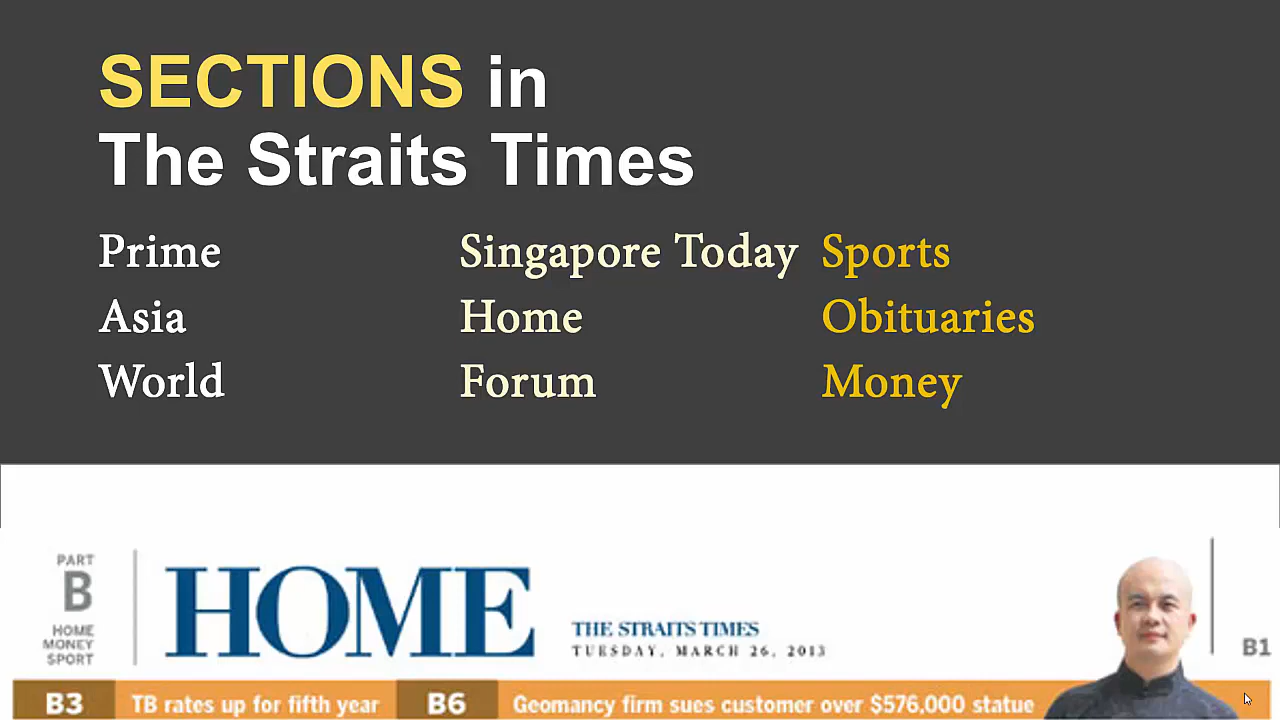 SECTIONS in
The Straits Times
Prime
Asia
World
Singapore Today
Home
Forum
Sports
Obituaries
Money
PART
B
HOME
MONEY
SPORT
HOME
THE STRAITS TIMES
TUESDAY, MARCH 26, 2013
B1
B3 TB rates up for fifth year B6 Geomancy firm sues customer over $576,000 statue